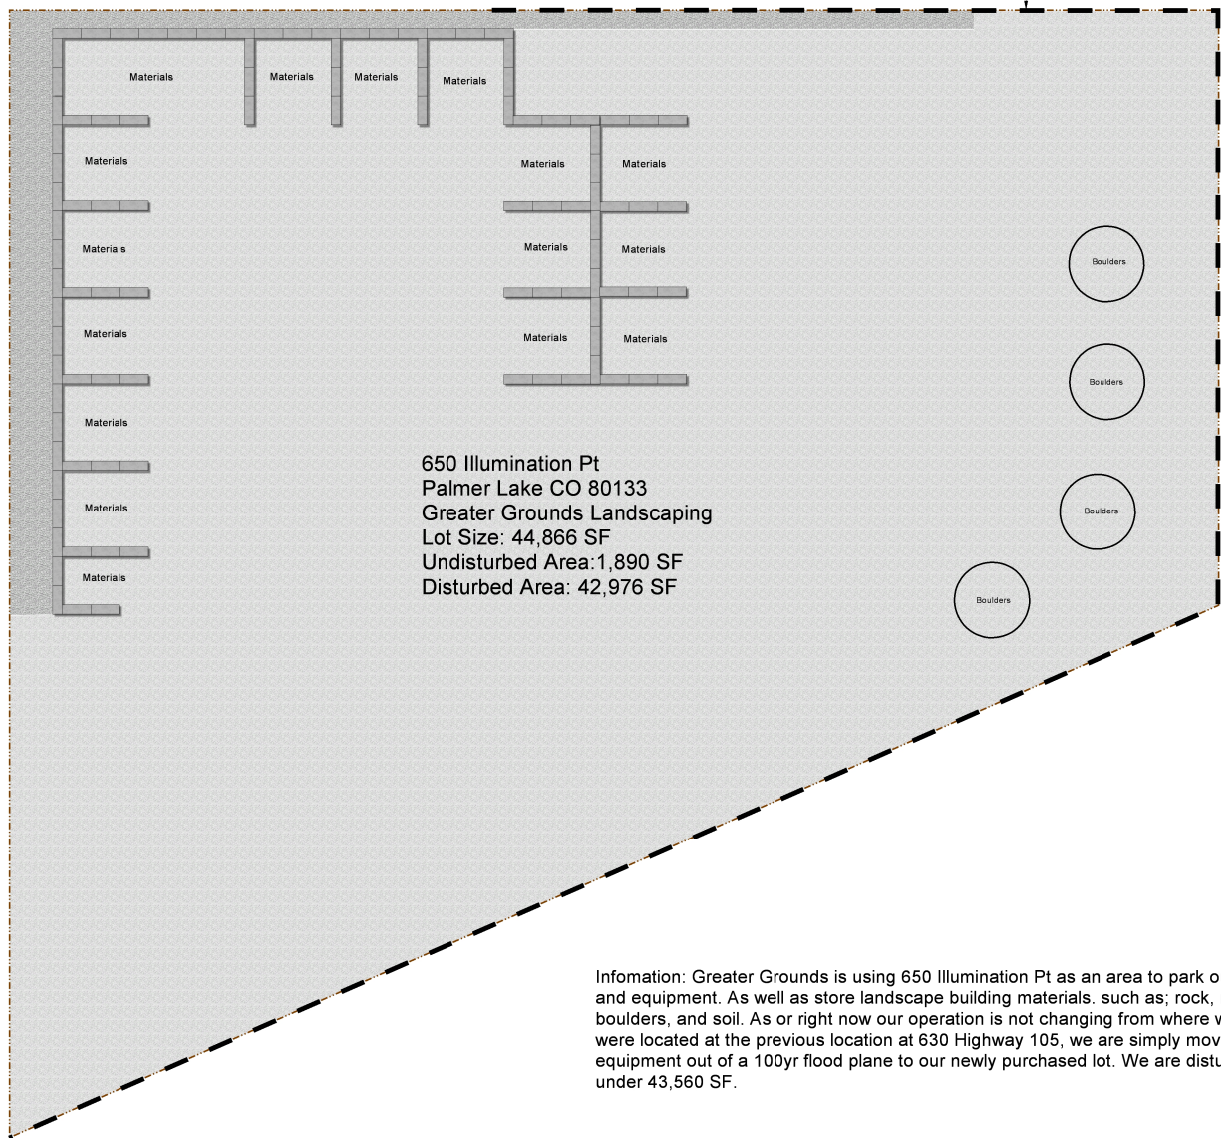 Materials Materials Materials Materials
Materials Materials Materials
Materials Materials Materials
Boulders
Materials Materials Materials
Boulders
Materials
650 Illumination Pt
Palmer Lake CO 80133
Greater Grounds Landscaping
Lot Size: 44,866 SF
Undisturbed Area:1,890 SF
Disturbed Area: 42,976 SF
Materials
Boulders
Materials
Boulders
Infomation: Greater Grounds is using 650 Illumination Pt as an area to park o
and equipment. As well as store landscape building materials. such as; rock,
boulders, and soil. As or right now our operation is not changing from where w
were located at the previous location at 630 Highway 105, we are simply mov
equipment out of a 100yr flood plane to our newly purchased lot. We are distu
under 43,560 SF.